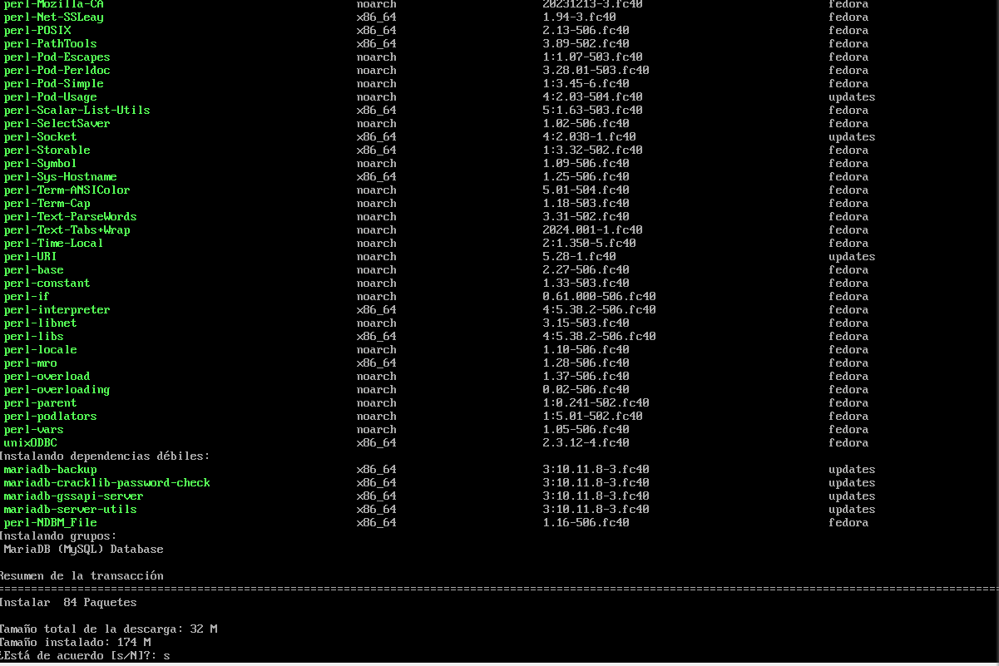 perl-Mozilla-CA noarch 20231213-3.fc40 fedora
perl-Net-SSLeay x86_64 1.94-3.fc40 fedora
perl-POSIX x86_64 2.13-506.fc40 fedora
perl-PathTools x86_64 3.89-502.fc40 fedora
perl-Pod-Escapes noarch 1:1.07-503.fc40 fedora
perl-Pod-Perldoc noarch 3.28.01-503.fc40 fedora
perl-Pod-Simple noarch 1:3.45-6.fc40 fedora
perl-Pod-Usage noarch 4:2.03-504.fc40 updates
perl-Scalar-List-Utils x86_64 5:1.63-503.fc40 fedora
perl-SelectSaver noarch 1.02-506.fc40 fedora
perl-Socket x86_64 4:2.038-1.fc40 updates
perl-Storable x86_64 1:3.32-502.fc40 fedora
perl-Symbol noarch 1.09-506.fc40 fedora
perl-Sys-Hostname x86_64 1.25-506.fc40 fedora
perl-Term-ANSIColor noarch 5.01-504.fc40 fedora
perl-Term-Cap noarch 1.18-503.fc40 fedora
perl-Text-ParseWords noarch 3.31-502.fc40 fedora
perl-Text-Tabs+Wrap noarch 2024.001-1.fc40 fedora
perl-Time-Local noarch 2:1.350-5.fc40 fedora
perl-URI noarch 5.28-1.fc40 updates
perl-base noarch 2.27-506.fc40 fedora
perl-constant noarch 1.33-503.fc40 fedora
perl-if noarch 0.61.000-506.fc40 fedora
perl-interpreter x86_64 4:5.38.2-506.fc40 fedora
perl-libnet noarch 3.15-503.fc40 fedora
perl-libs x86_64 4:5.38.2-506.fc40 fedora
perl-locale noarch 1.10-506.fc40 fedora
perl-mro x86_64 1.28-506.fc40 fedora
perl-overload noarch 1.37-506.fc40 fedora
perl-overloading noarch 0.02-506.fc40 fedora
perl-parent noarch 1:0.241-502.fc40 fedora
perl-podlators noarch 1:5.01-502.fc40 fedora
perl-vars noarch 1.05-506.fc40 fedora
unixODBC x86_64 2.3.12-4.fc40 fedora
Instalando dependencias débiles:
mariadb-backup x86_64 3:10.11.8-3.fc40 updates
mariadb-cracklib-password-check x86_64 3:10.11.8-3.fc40 updates
mariadb-gssapi-server x86_64 3:10.11.8-3.fc40 updates
mariadb-server-utils x86_64 3:10.11.8-3.fc40 updates
perl-NDBM_File x86_64 1.16-506.fc40 fedora
Instalando grupos:
MariaDB (MySQL) Database
Resumen de la transacción
================================================================================
Instalar 84 Paquetes
Tamaño total de la descarga: 32 M
Tamaño instalado: 174 M
¿Está de acuerdo [s/N]?: s